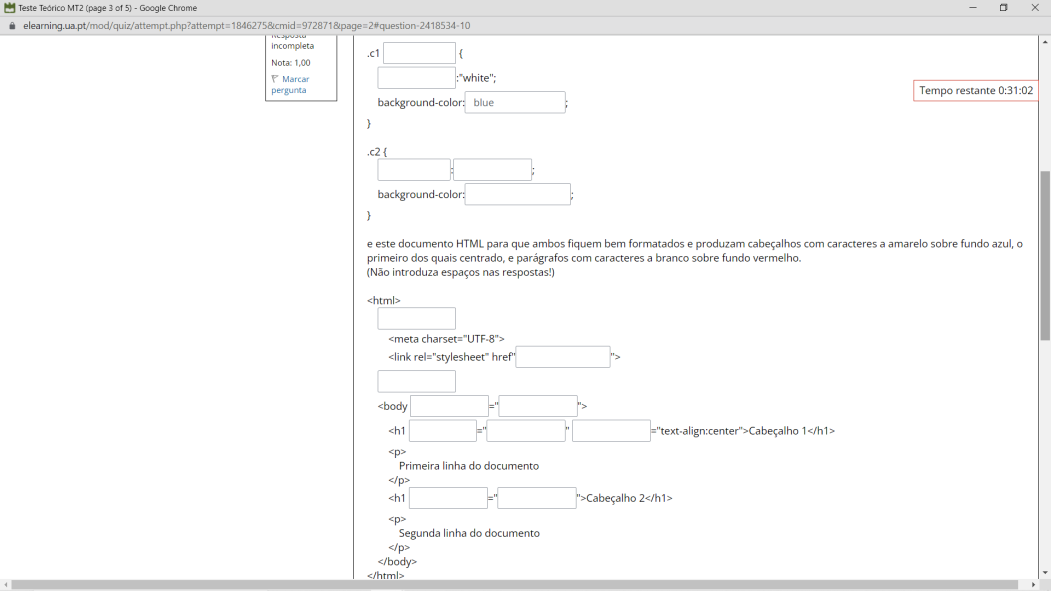 Teste Teórico MT2 (page 3 of 5) - Google Chrome
elearning.ua.pt/mod/quiz/attempt.php?attempt=1846275&cmid=972871&page=2#question-2418534-10
Resposta
incompleta
Nota: 1,00
Marcar
pergunta
Tempo restante 0:31:02
.c1 {
:"white";
background-color: blue ;
}
.c2 {
: ;
background-color: ;
}
e este documento HTML para que ambos fiquem bem formatados e produzam cabeçalhos com caracteres a amarelo sobre fundo azul, o
primeiro dos quais centrado, e parágrafos com caracteres a branco sobre fundo vermelho.
(Não introduza espaços nas respostas!)
<html>
<meta charset="UTF-8">
<link rel="stylesheet" href" ">
<body =" ">
<h1 =" " ="text-align:center">Cabeçalho 1</h1>
<p>
Primeira linha do documento
</p>
<h1 =" ">Cabeçalho 2</h1>
<p>
Segunda linha do documento
</p>
</body>
</html>